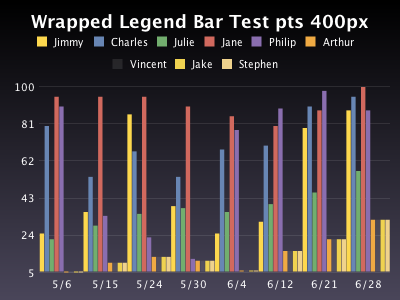 Wrapped Legend Bar Test pts 400px
Jimmy Charles Julie Jane Philip Arthur
Vincent Jake Stephen
100
81
62
43
24
5
5/6 5/15 5/24 5/30 6/4 6/12 6/21 6/28